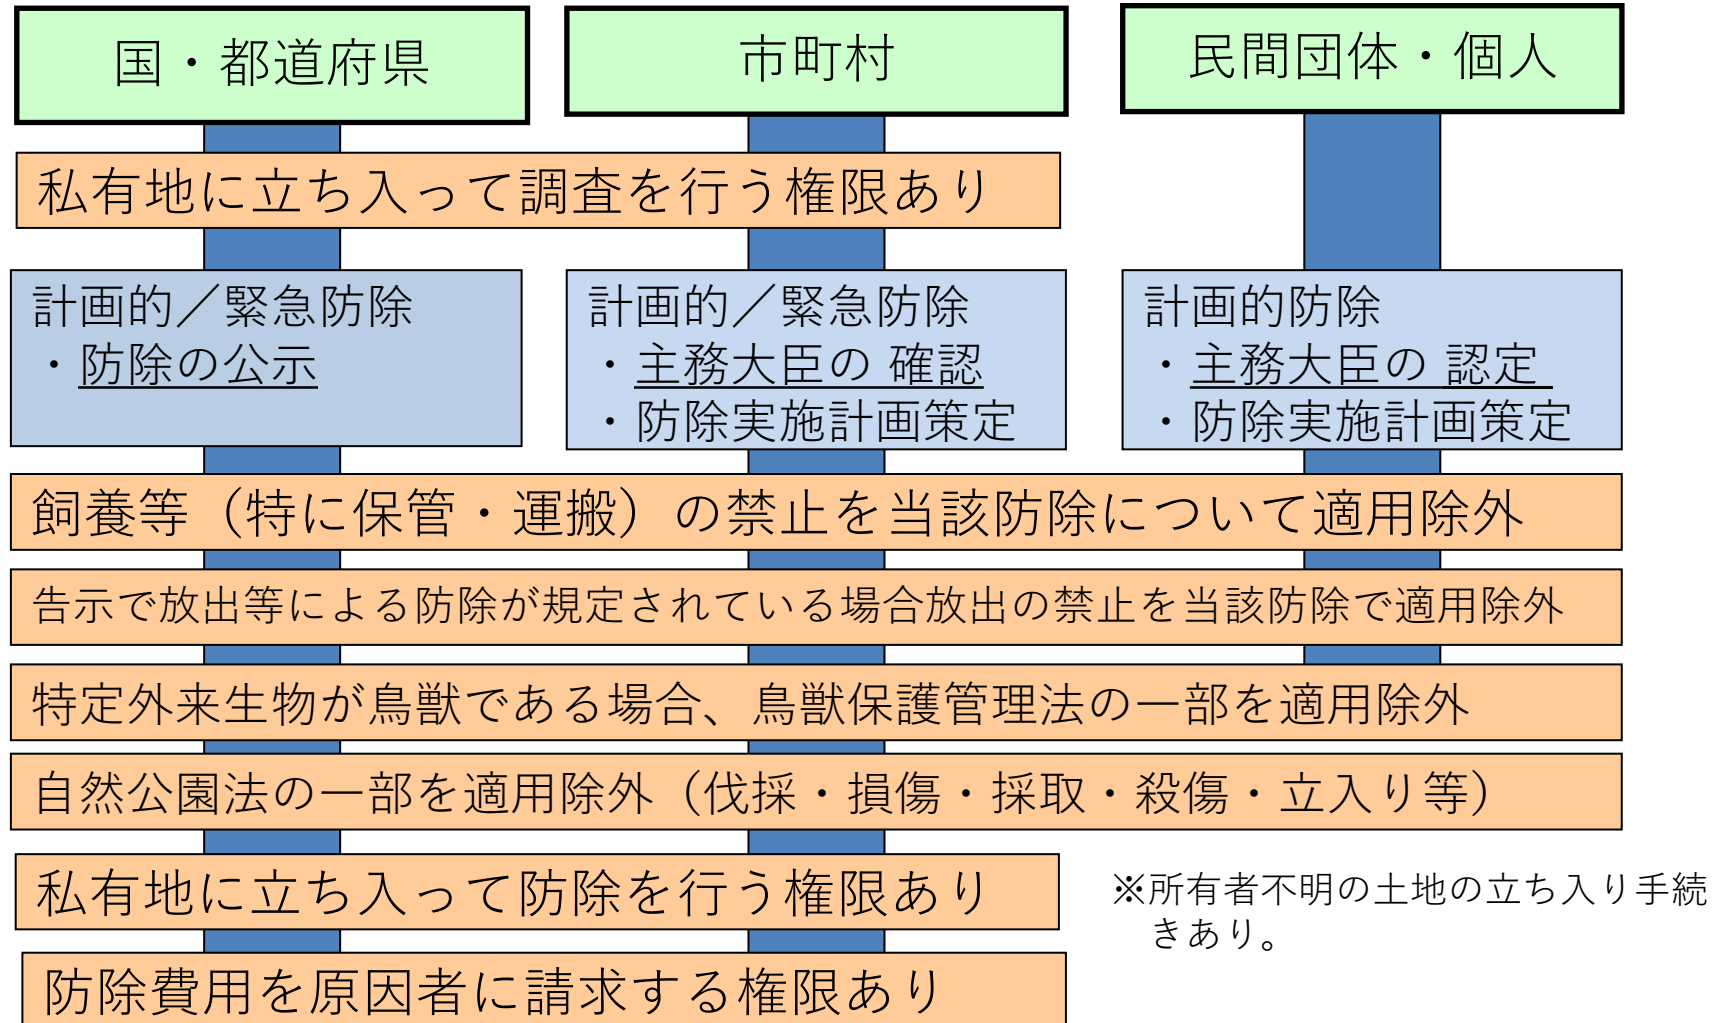 国・都道府県
市町村
民間団体・個人
私有地に立ち入って調査を行う権限あり
計画的／緊急防除
・防除の公示
計画的／緊急防除
・主務大臣の 確認
・防除実施計画策定
計画的防除
・主務大臣の 認定
・防除実施計画策定
飼養等（特に保管・運搬）の禁止を当該防除について適用除外
告示で放出等による防除が規定されている場合放出の禁止を当該防除で適用除外
特定外来生物が鳥獣である場合、鳥獣保護管理法の一部を適用除外
自然公園法の一部を適用除外（伐採・損傷・採取・殺傷・立入り等）
私有地に立ち入って防除を行う権限あり
※所有者不明の土地の立ち入り手続
きあり。
防除費用を原因者に請求する権限あり